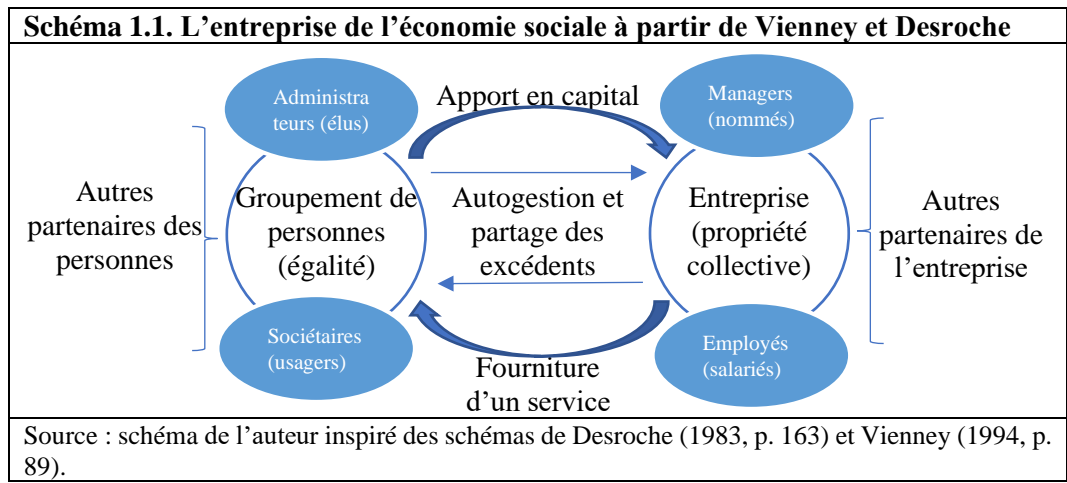 Schéma 1.1. L’entreprise de l’économie sociale à partir de Vienney et Desroche
Administra
teurs (élus)
Apport en capital
Managers
(nommés)
Autres
partenaires des
personnes
Groupement de
personnes
(égalité)
Autogestion et
partage des
excédents
Entreprise
(propriété
collective)
Autres
partenaires de
l’entreprise
Sociétaires
(usagers)
Fourniture
d’un service
Employés
(salariés)
Source : schéma de l’auteur inspiré des schémas de Desroche (1983, p. 163) et Vienney (1994, p.
89).